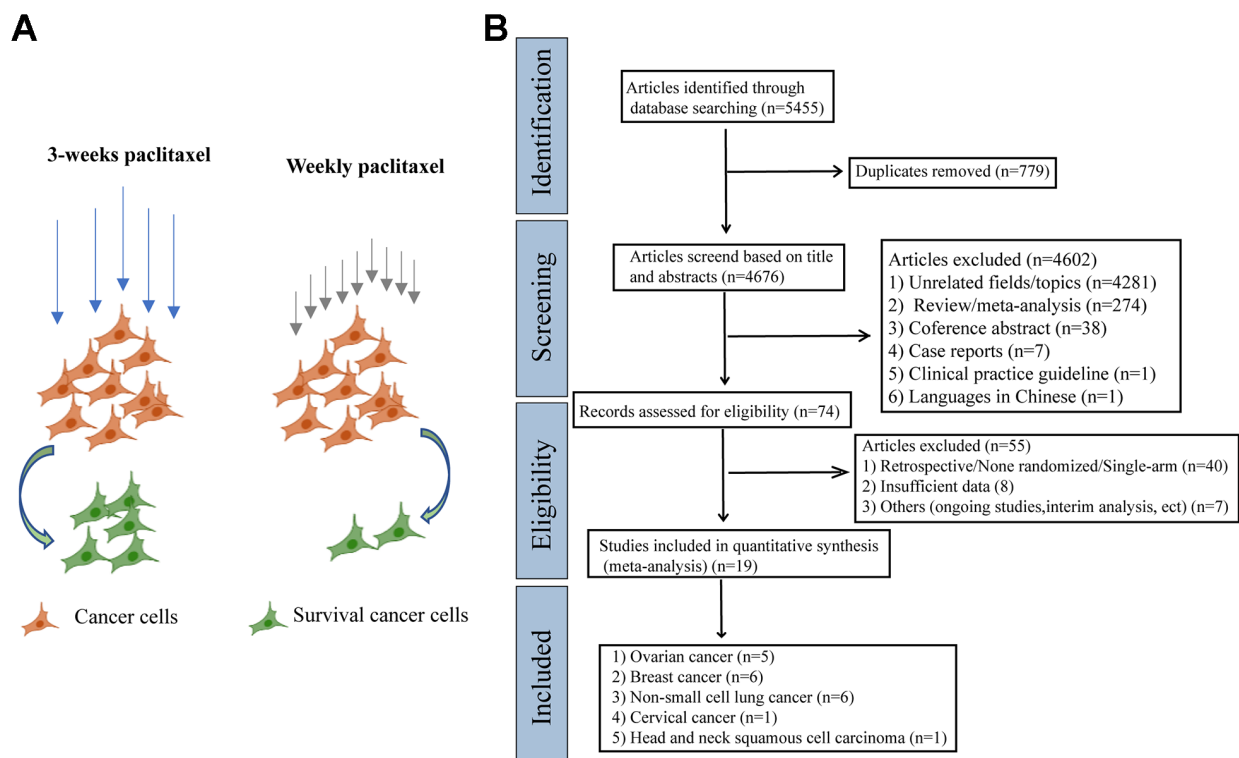 A
3-weeks paclitaxel
Weekly paclitaxel
Cancer cells
Survival cancer cells
B
Identification
Articles identified through
database searching (n=5455)
Duplicates removed (n=779)
Screening
Articles screend based on title
and abstracts (n=4676)
Articles excluded (n=4602)
1) Unrelated fields/topics (n=4281)
2) Review/meta-analysis (n=274)
3) Coference abstract (n=38)
4) Case reports (n=7)
5) Clinical practice guideline (n=1)
6) Languages in Chinese (n=1)
Records assessed for eligibility (n=74)
Eligibility
Articles excluded (n=55)
1) Retrospective/None randomized/Single-arm (n=40)
2) Insufficient data (8)
3) Others (ongoing studies,interim analysis, ect) (n=7)
Studies included in quantitative synthesis
(meta-analysis) (n=19)
Included
1) Ovarian cancer (n=5)
2) Breast cancer (n=6)
3) Non-small cell lung cancer (n=6)
4) Cervical cancer (n=1)
5) Head and neck squamous cell carcinoma (n=1)